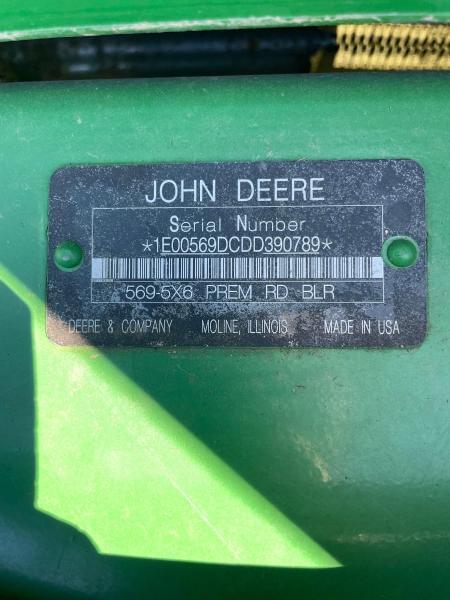 JOHN DEERE
Serial Number
*1E00569DCDD390789*
569-5X6 PREM RD BLR
DEERE & COMPANY MOLINE, ILLINOIS MADE IN USA